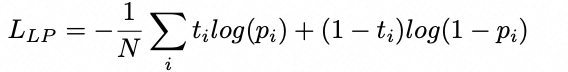 L_{LP} = -\frac{1}{N} \sum_{i} t_i log(p_i) + (1 - t_i)log(1 - p_i)